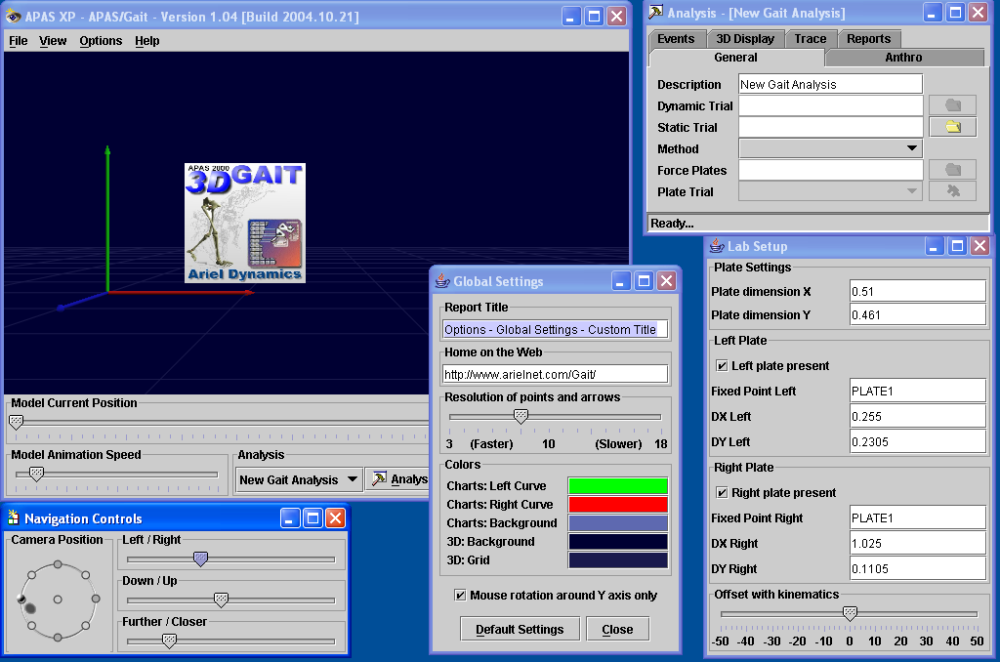 APAS XP - APAS/Gait - Version 1.04 [Build 2004.10.21]
File View Options Help
APAS 2000
3DGAIT
Ariel Dynamics
Model Current Position
Model Animation Speed
Analysis
New Gait Analysis
Analys
Navigation Controls
Camera Position
Left / Right
Down / Up
Further / Closer
Global Settings
Report Title
Options - Global Settings - Custom Title
Home on the Web
http://www.arielnet.com/Gait/
Resolution of points and arrows
3 (Faster) 10 (Slower) 18
Colors
Charts: Left Curve
Charts: Right Curve
Charts: Background
3D: Background
3D: Grid
Mouse rotation around Y axis only
Default Settings Close
Analysis - [New Gait Analysis]
Events 3D Display Trace Reports
General Anthro
Description New Gait Analysis
Dynamic Trial
Static Trial
Method
Force Plates
Plate Trial
Ready...
Lab Setup
Plate Settings
Plate dimension X 0.51
Plate dimension Y 0.461
Left Plate
Left plate present
Fixed Point Left PLATE1
DX Left 0.255
DY Left 0.2305
Right Plate
Right plate present
Fixed Point Right PLATE1
DX Right 1.025
DY Right 0.1105
Offset with kinematics
-50 -40 -30 -20 -10 0 10 20 30 40 50